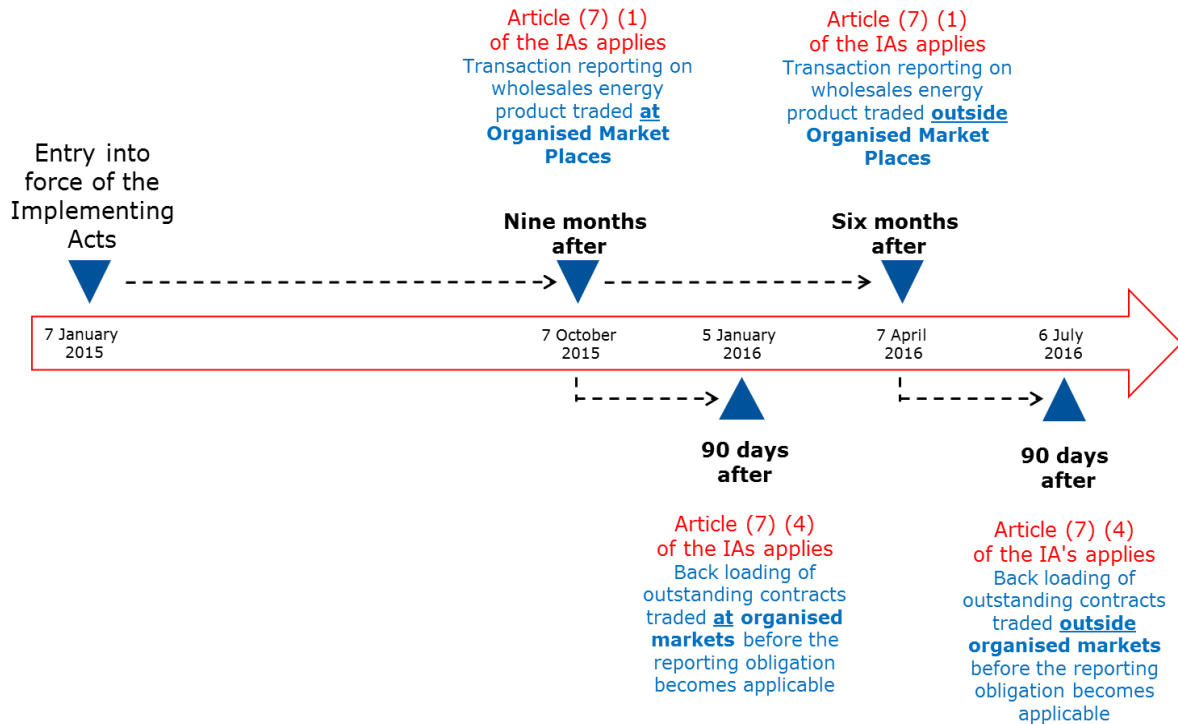 Article (7) (1)
of the IAs applies
Transaction reporting on
wholesales energy
product traded at
Organised Market
Places
Article (7) (1)
of the IAs applies
Transaction reporting on
wholesales energy
product traded outside
Organised Market
Places
Entry into
force of the
Implementing
Acts
Nine months
after
Six months
after
7 January
2015
7 October
2015
5 January
2016
7 April
2016
6 July
2016
90 days
after
90 days
after
Article (7) (4)
of the IAs applies
Back loading of
outstanding contracts
traded at organised
markets before the
reporting obligation
becomes applicable
Article (7) (4)
of the IA's applies
Back loading of
outstanding contracts
traded outside
organised markets
before the reporting
obligation becomes
applicable